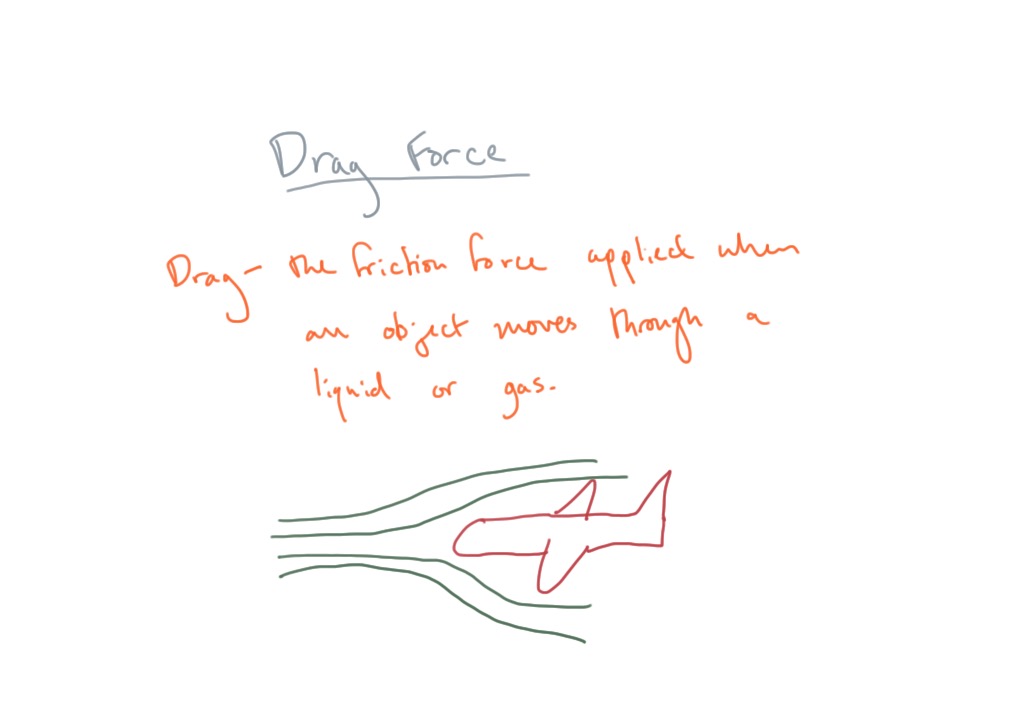 Drag Force
Drag - the friction force applied when
an object moves through a
liquid or gas.